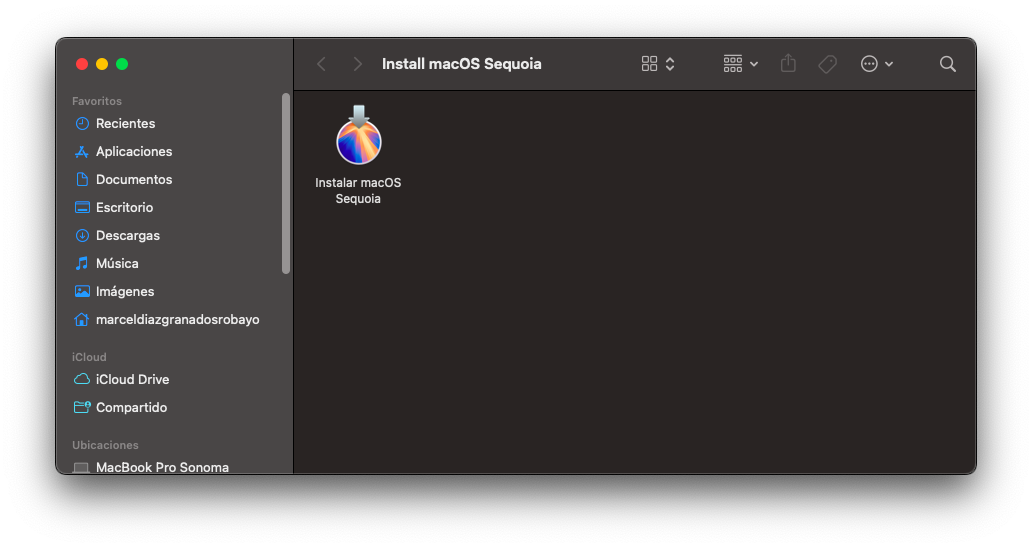 Install macOS Sequoia
Favoritos
Recientes
Aplicaciones
Documentos
Escritorio
Descargas
Música
Imágenes
marceldiazgranadosrobayo
iCloud
iCloud Drive
Compartido
Ubicaciones
MacBook Pro Sonoma
Instalar macOS
Sequoia